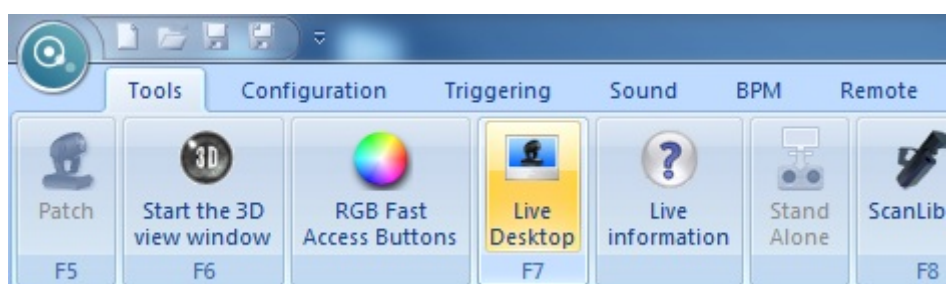 Tools Configuration Triggering Sound BPM Remote
3D
Patch
Start the 3D
view window
RGB Fast
Access Buttons
Live
Desktop
Live
information
Stand
Alone
ScanLib
F5 F6 F7 F8